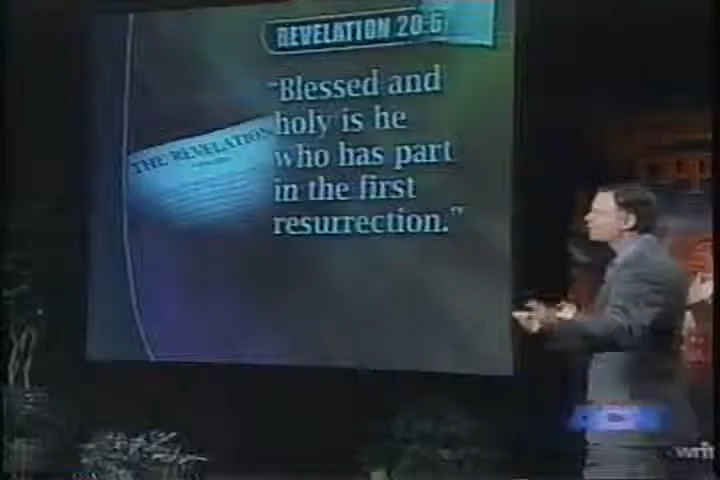 REVELATION 20:6
"Blessed and
holy is he
who has part
in the first
resurrection."
THE REVELATION